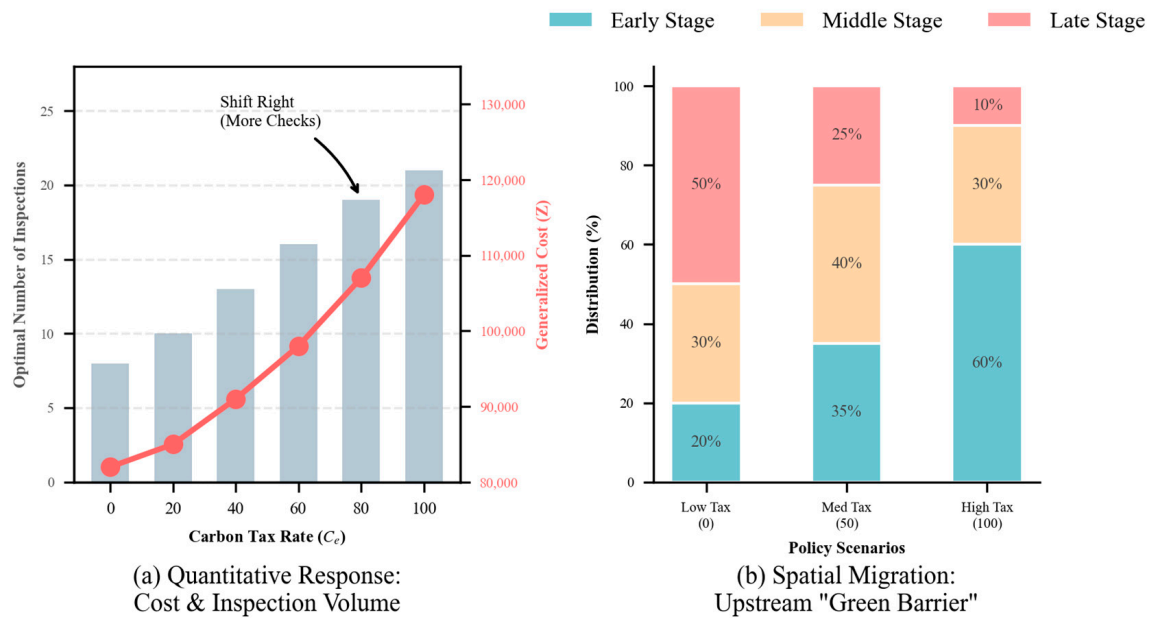 Early Stage
Middle Stage
Late Stage
Shift Right
(More Checks)
25
20
15
10
5
0
Optimal Number of Inspections
130,000
120,000
110,000
100,000
90,000
80,000
Generalized Cost (Z)
0 20 40 60 80 100
Carbon Tax Rate (Cₑ)
(a) Quantitative Response:
Cost & Inspection Volume
100
80
60
40
20
0
Distribution (%)
50%
30%
20%
25%
40%
35%
10%
30%
60%
Low Tax
(0)
Med Tax
(50)
High Tax
(100)
Policy Scenarios
(b) Spatial Migration:
Upstream "Green Barrier"